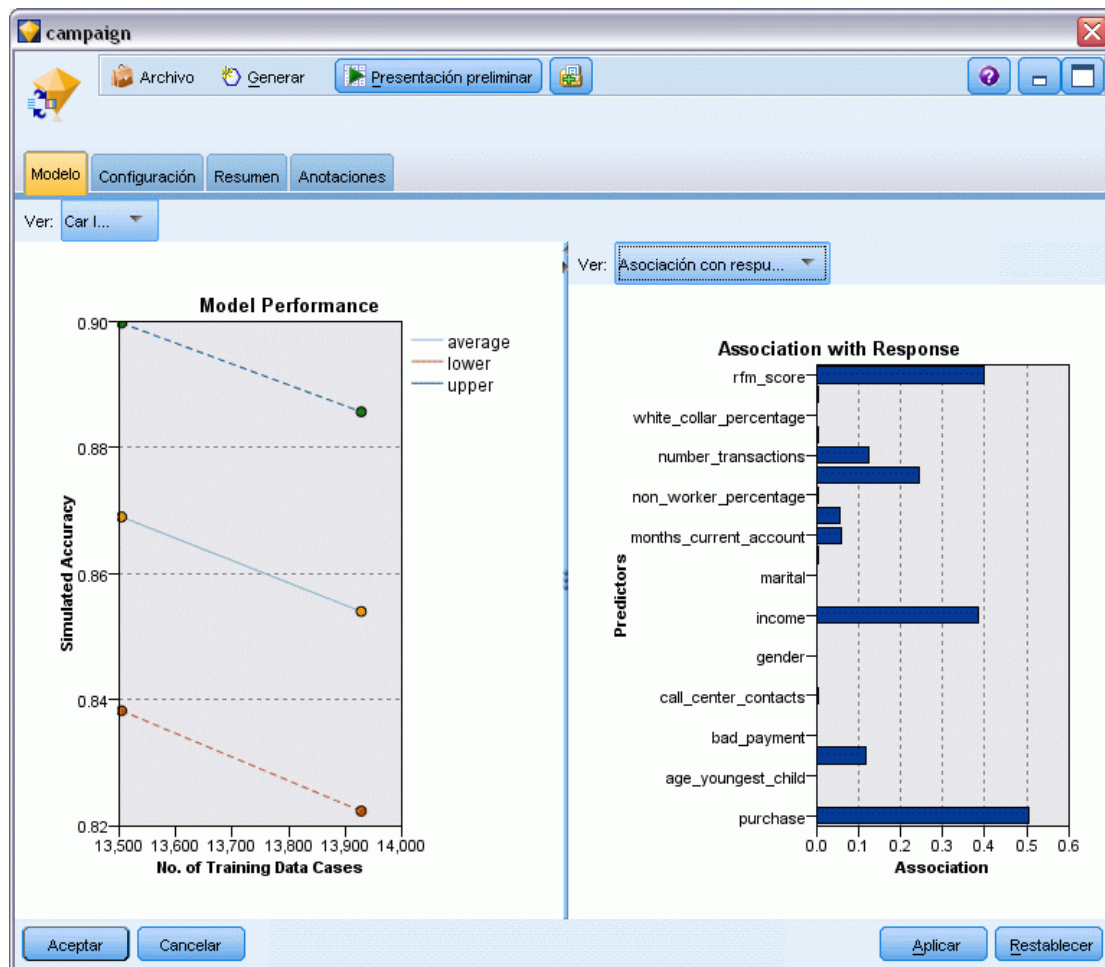 campaign
Archivo Generar Presentación preliminar
Modelo Configuración Resumen Anotaciones
Ver: Car l...
Ver: Asociación con respu...
Model Performance
average
lower
upper
0.90
0.88
0.86
0.84
0.82
Simulated Accuracy
13,500 13,600 13,700 13,800 13,900 14,000
No. of Training Data Cases
Association with Response
rfm_score
white_collar_percentage
number_transactions
non_worker_percentage
months_current_account
marital
income
gender
call_center_contacts
bad_payment
age_youngest_child
purchase
Predictors
0.0 0.1 0.2 0.3 0.4 0.5 0.6
Association
Aceptar Cancelar Aplicar Restablecer